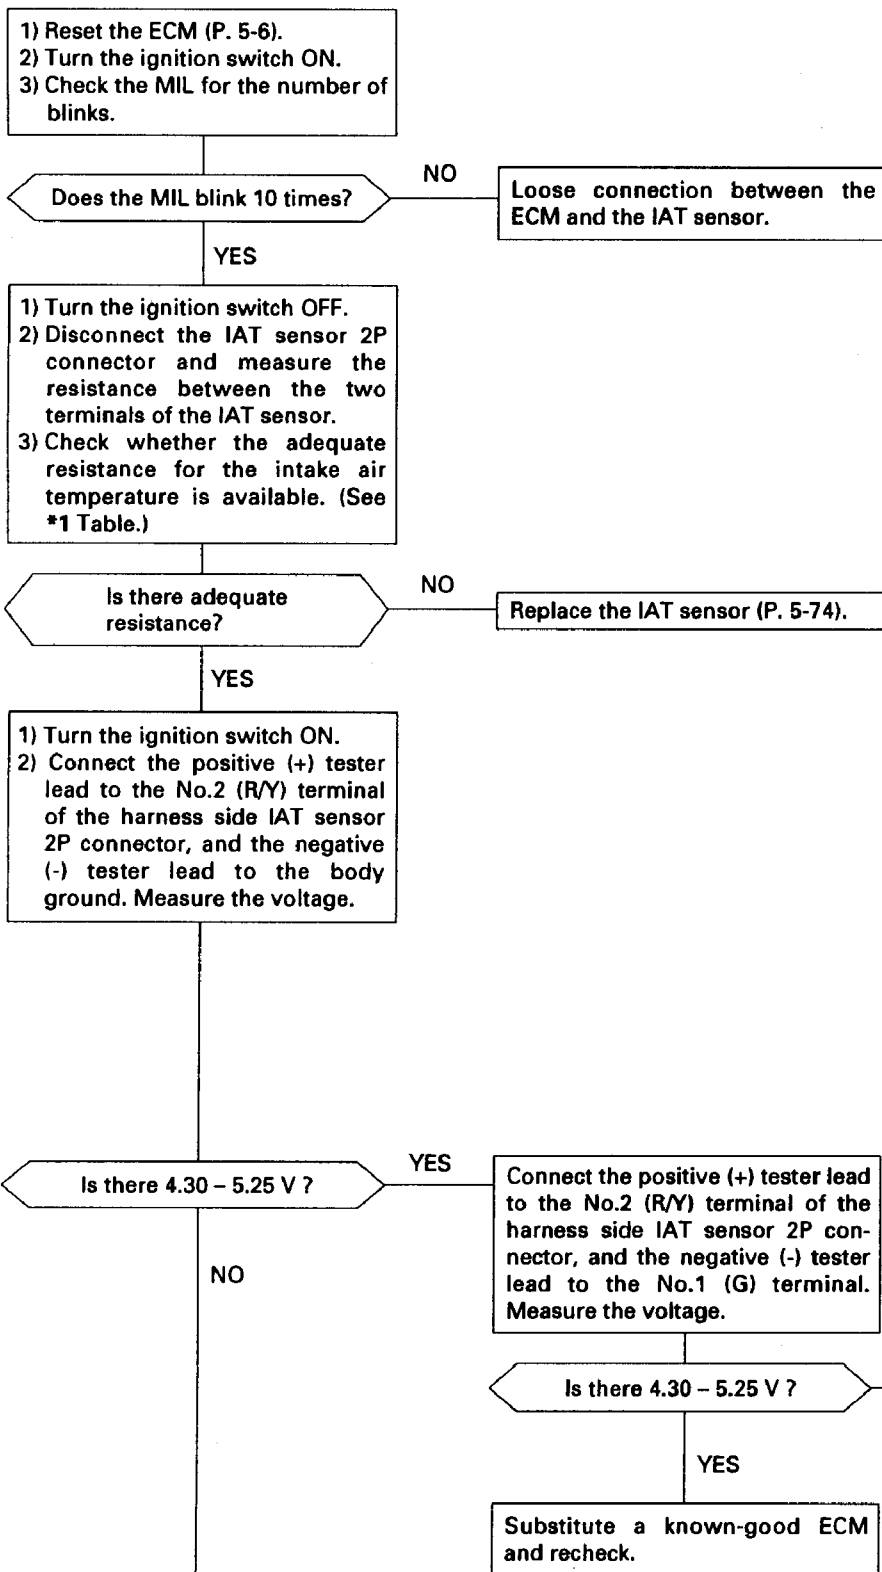 1) Reset the ECM (P. 5-6).
2) Turn the ignition switch ON.
3) Check the MIL for the number of
blinks.
Does the MIL blink 10 times?
NO
Loose connection between the
ECM and the IAT sensor.
YES
1) Turn the ignition switch OFF.
2) Disconnect the IAT sensor 2P
connector and measure the
resistance between the two
terminals of the IAT sensor.
3) Check whether the adequate
resistance for the intake air
temperature is available. (See
*1 Table.)
Is there adequate
resistance?
NO
Replace the IAT sensor (P. 5-74).
YES
1) Turn the ignition switch ON.
2) Connect the positive (+) tester
lead to the No.2 (R/Y) terminal
of the harness side IAT sensor
2P connector, and the negative
(-) tester lead to the body
ground. Measure the voltage.
Is there 4.30 – 5.25 V ?
YES
Connect the positive (+) tester lead
to the No.2 (R/Y) terminal of the
harness side IAT sensor 2P con-
nector, and the negative (-) tester
lead to the No.1 (G) terminal.
Measure the voltage.
NO
Is there 4.30 – 5.25 V ?
YES
Substitute a known-good ECM
and recheck.